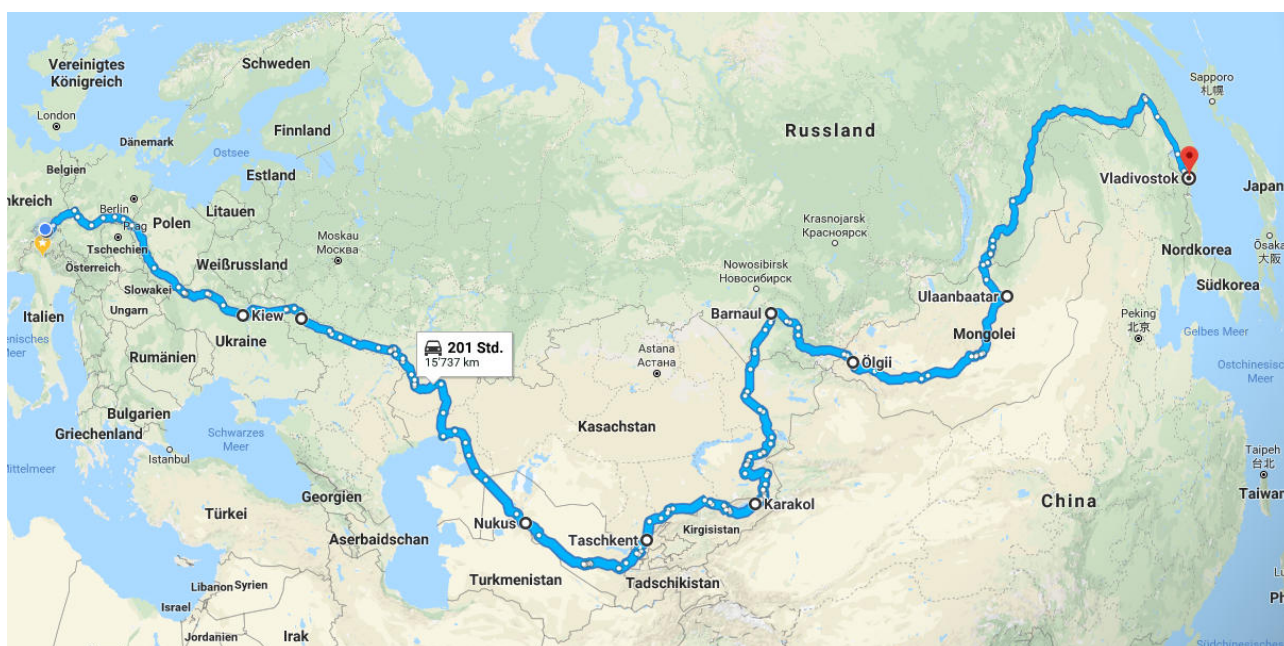 Vereinigtes
Königreich
Schweden
Finnland
London
Dänemark
Ostsee
Estland
Belgien
Litauen
nkreich
Berlin
Polen
Prag
Tschechien
Weißrussland
Österreich
Slowakei
Ungarn
Italien
Kiew
Ukraine
Rumänien
enisches
Meer
Bulgarien
Griechenland
Schwarzes
Meer
Istanbul
Mittelmeer
Georgien
Türkei
Aserbaidschan
Libanon
Syrien
Israel
Jordanien
Irak
Moskau
Москва
201 Std.
15'737 km
Russland
Krasnojarsk
Красноярск
Nowosibirsk
Новосибирск
Barnaul
Astana
Астана
Kasachstan
Ölgii
Ulaanbaatar
Mongolei
Nukus
Taschkent
Karakol
Kirgisistan
Turkmenistan
Tadschikistan
China
Vladivostok
Sapporo
札幌
Japan
Nordkorea
Ōsaka
大阪
Südkorea
Peking
北京
Gelbes Meer
Ostchinesisches
Meer
Taipeh
台北
Taiwan
Südchinesisches